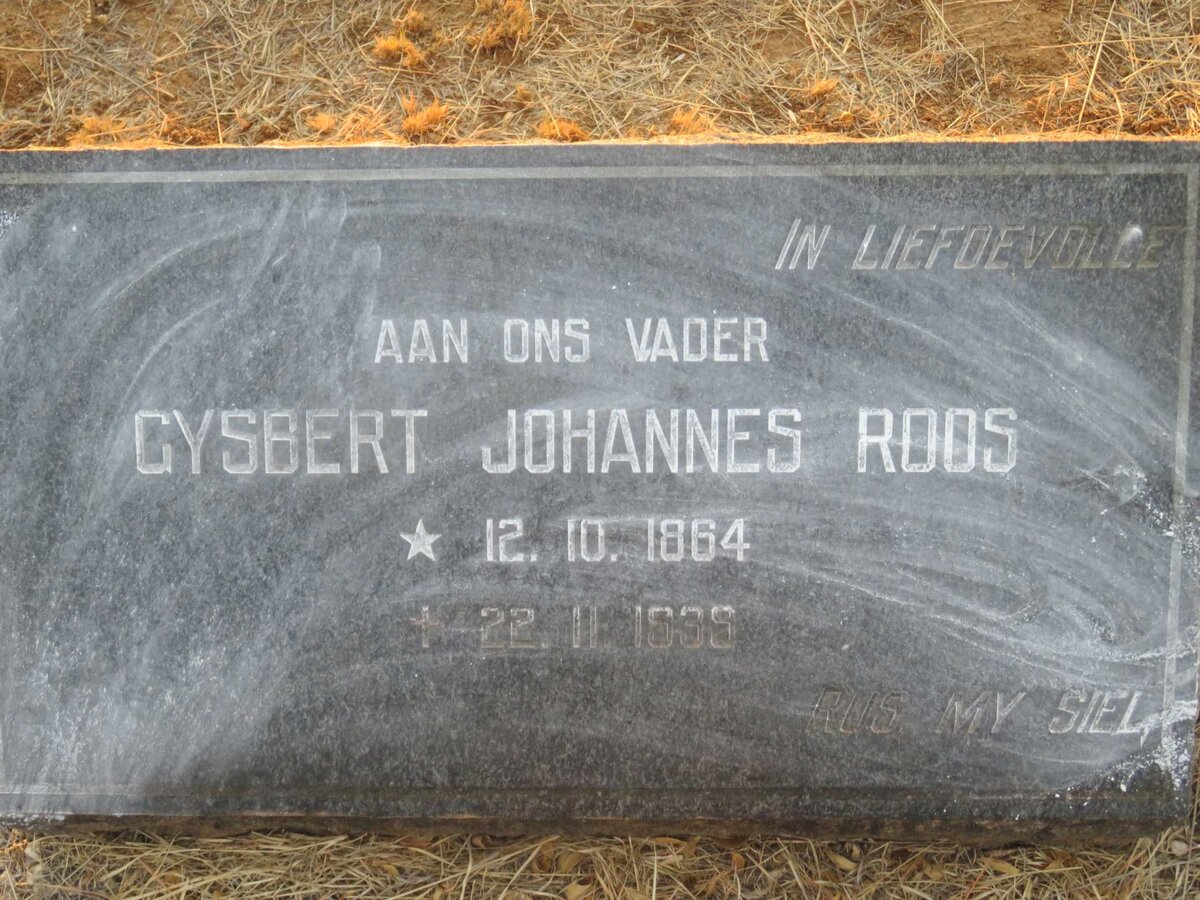 IN LIEFDEVOLLE
AAN ONS VADER
GYSBERT JOHANNES ROOS
★ 12. 10. 1864
† 22. 11. 1939
RUS MY SIEL,